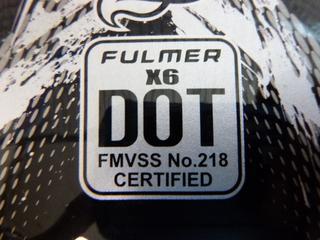 FULMER
X6
DOT
FMVSS No.218
CERTIFIED